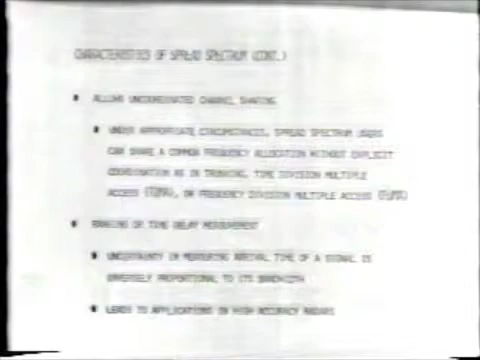 CHARACTERISTICS OF SPREAD SPECTRUM (CONT.)
ALLOWS UNCOORDINATED CHANNEL SHARING
UNDER APPROPRIATE CIRCUMSTANCES, SPREAD SPECTRUM USERS
CAN SHARE A COMMON FREQUENCY ALLOCATION WITHOUT EXPLICIT
COORDINATION AS IN TRUNKING, TIME DIVISION MULTIPLE
ACCESS (TDMA), OR FREQUENCY DIVISION MULTIPLE ACCESS (FDMA)
RANGING OR TIME DELAY MEASUREMENT
UNCERTAINTY IN MEASURING ARRIVAL TIME OF A SIGNAL IS
INVERSELY PROPORTIONAL TO ITS BANDWIDTH
LEADS TO APPLICATIONS IN HIGH ACCURACY RADARS